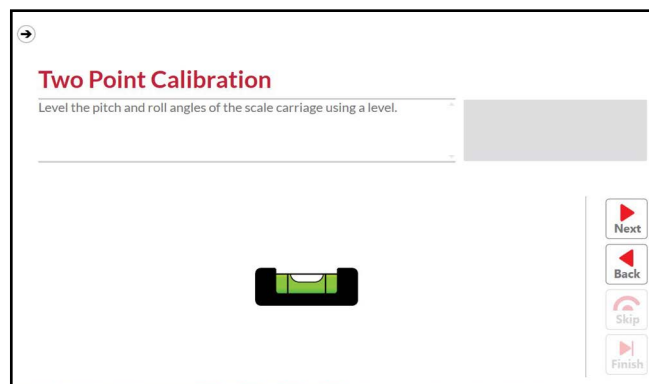 Two Point Calibration
Level the pitch and roll angles of the scale carriage using a level.
Next
Back
Skip
Finish